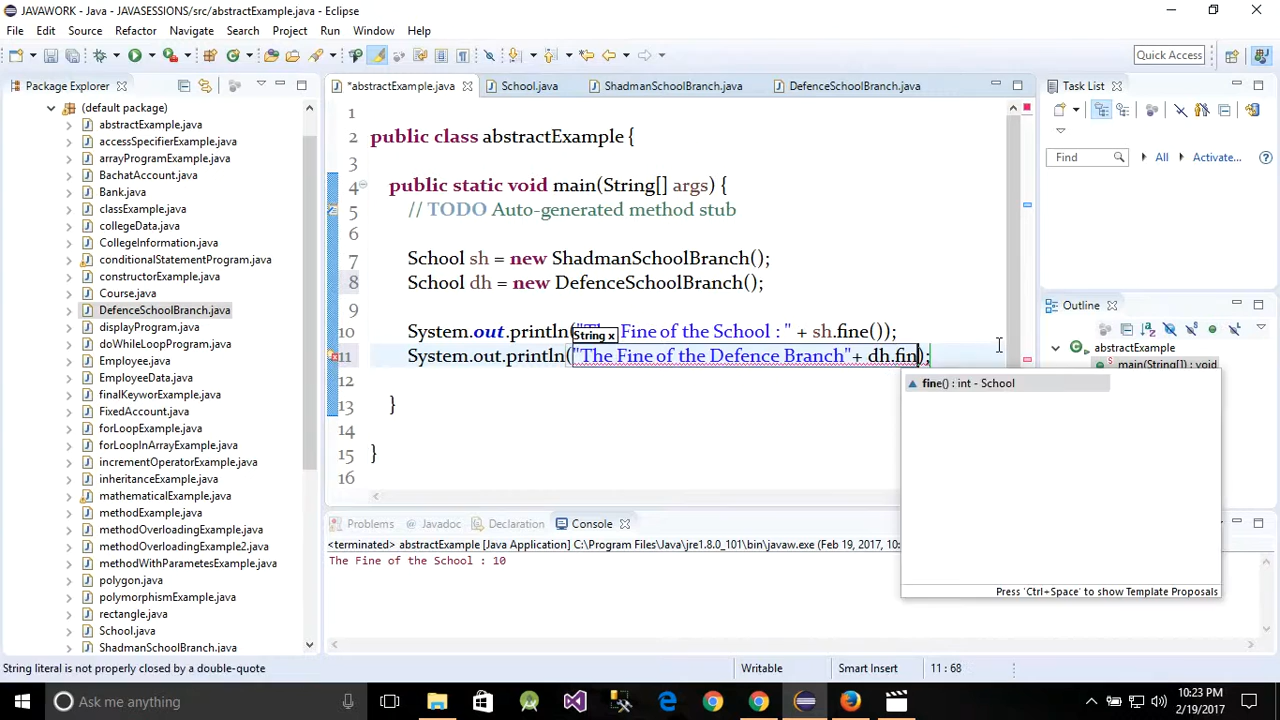 JAVAWORK - Java - JAVASESSIONS/src/abstractExample.java - Eclipse
File Edit Source Refactor Navigate Search Project Run Window Help
Quick Access
Package Explorer
*abstractExample.java School.java ShadmanSchoolBranch.java DefenceSchoolBranch.java
Task List
(default package)
abstractExample.java
accessSpecifierExample.java
arrayProgramExample.java
BachatAccount.java
Bank.java
classExample.java
collegeData.java
CollegeInformation.java
conditionalStatementProgram.java
constructorExample.java
Course.java
DefenceSchoolBranch.java
displayProgram.java
doWhileLoopProgram.java
Employee.java
EmployeeData.java
finalKeyworExample.java
FixedAccount.java
forLoopExample.java
forLoopInArrayExample.java
incrementOperatorExample.java
inheritanceExample.java
mathematicalExample.java
methodExample.java
methodOverloadingExample.java
methodOverloadingExample2.java
methodWithParametesExample.java
polygon.java
polymorphismExample.java
rectangle.java
School.java
ShadmanSchoolBranch.java
1
2 public class abstractExample {
3
4 public static void main(String[] args) {
5 // TODO Auto-generated method stub
6
7 School sh = new ShadmanSchoolBranch();
8 School dh = new DefenceSchoolBranch();
9
10 System.out.println("The Fine of the School : " + sh.fine());
String x
11 System.out.println("The Fine of the Defence Branch"+ dh.fin);
12
13 }
14
15 }
16
fine() : int - School
Press 'Ctrl+Space' to show Template Proposals
Find All Activate...
Outline
abstractExample
main(String[]) : void
Problems Javadoc Declaration Console
<terminated> abstractExample [Java Application] C:\Program Files\Java\jre1.8.0_101\bin\javaw.exe (Feb 19, 2017, 10
The Fine of the School : 10
String literal is not properly closed by a double-quote
Writable Smart Insert 11 : 68
Ask me anything
10:23 PM
2/19/2017